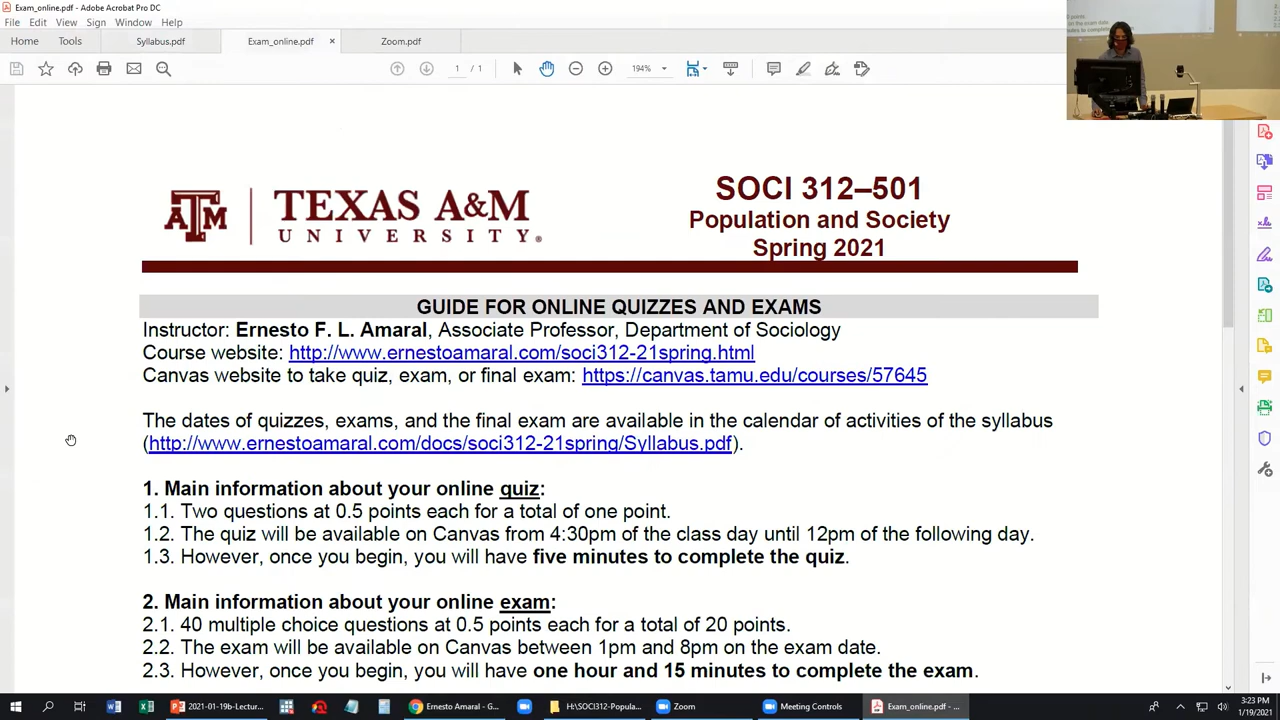 Exam_online.pdf - Adobe Acrobat Pro DC
File Edit View Sign Window Help
Home Tools Syllabus.pdf Exam_online.pdf × Zoom.pdf
1 / 1 194%
ATM TEXAS A&M
UNIVERSITY®
SOCI 312–501
Population and Society
Spring 2021
GUIDE FOR ONLINE QUIZZES AND EXAMS
Instructor: Ernesto F. L. Amaral, Associate Professor, Department of Sociology
Course website: http://www.ernestoamaral.com/soci312-21spring.html
Canvas website to take quiz, exam, or final exam: https://canvas.tamu.edu/courses/57645
The dates of quizzes, exams, and the final exam are available in the calendar of activities of the syllabus
(http://www.ernestoamaral.com/docs/soci312-21spring/Syllabus.pdf).
1. Main information about your online quiz:
1.1. Two questions at 0.5 points each for a total of one point.
1.2. The quiz will be available on Canvas from 4:30pm of the class day until 12pm of the following day.
1.3. However, once you begin, you will have five minutes to complete the quiz.
2. Main information about your online exam:
2.1. 40 multiple choice questions at 0.5 points each for a total of 20 points.
2.2. The exam will be available on Canvas between 1pm and 8pm on the exam date.
2.3. However, once you begin, you will have one hour and 15 minutes to complete the exam.
2021-01-19b-Lectur... Ernesto Amaral - G... H:\SOCI312-Popula... Zoom Meeting Controls Exam_online.pdf - ... 3:23 PM
1/19/2021